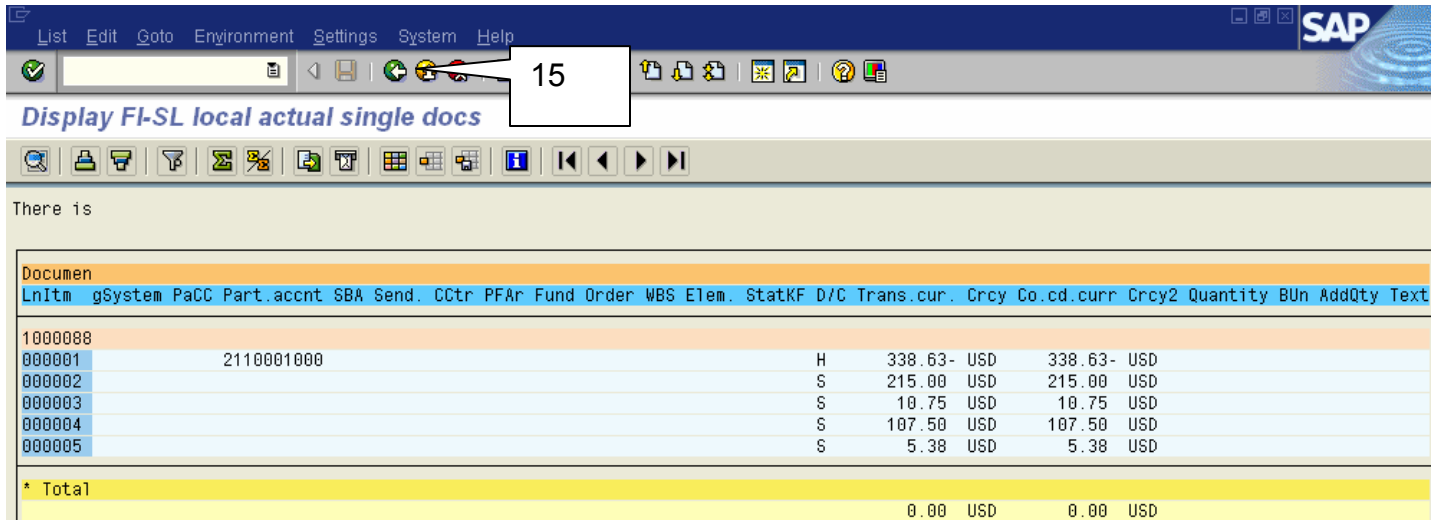 List Edit Goto Environment Settings System Help
SAP
15
Display FI-SL local actual single docs
There is
Documen
LnItm gSystem PaCC Part.accnt SBA Send. CCtr PFAr Fund Order WBS Elem. StatKF D/C Trans.cur. Crcy Co.cd.curr Crcy2 Quantity BUn AddQty Text
1000088
000001 2110001000 H 338.63- USD 338.63- USD
000002 S 215.00 USD 215.00 USD
000003 S 10.75 USD 10.75 USD
000004 S 107.50 USD 107.50 USD
000005 S 5.38 USD 5.38 USD
* Total
0.00 USD 0.00 USD